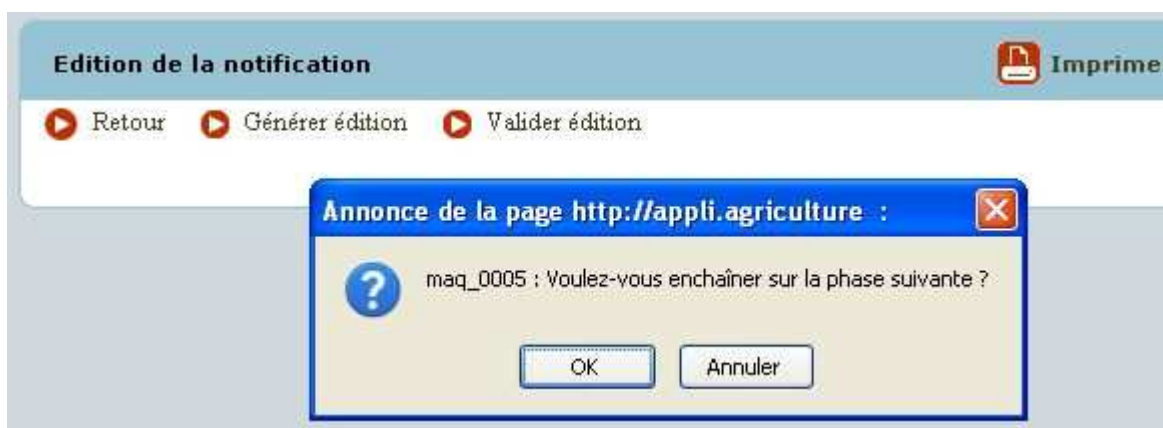 Edition de la notification
Imprime
Retour Générer édition Valider édition
Annonce de la page http://appli.agriculture :
maq_0005 : Voulez-vous enchaîner sur la phase suivante ?
OK Annuler